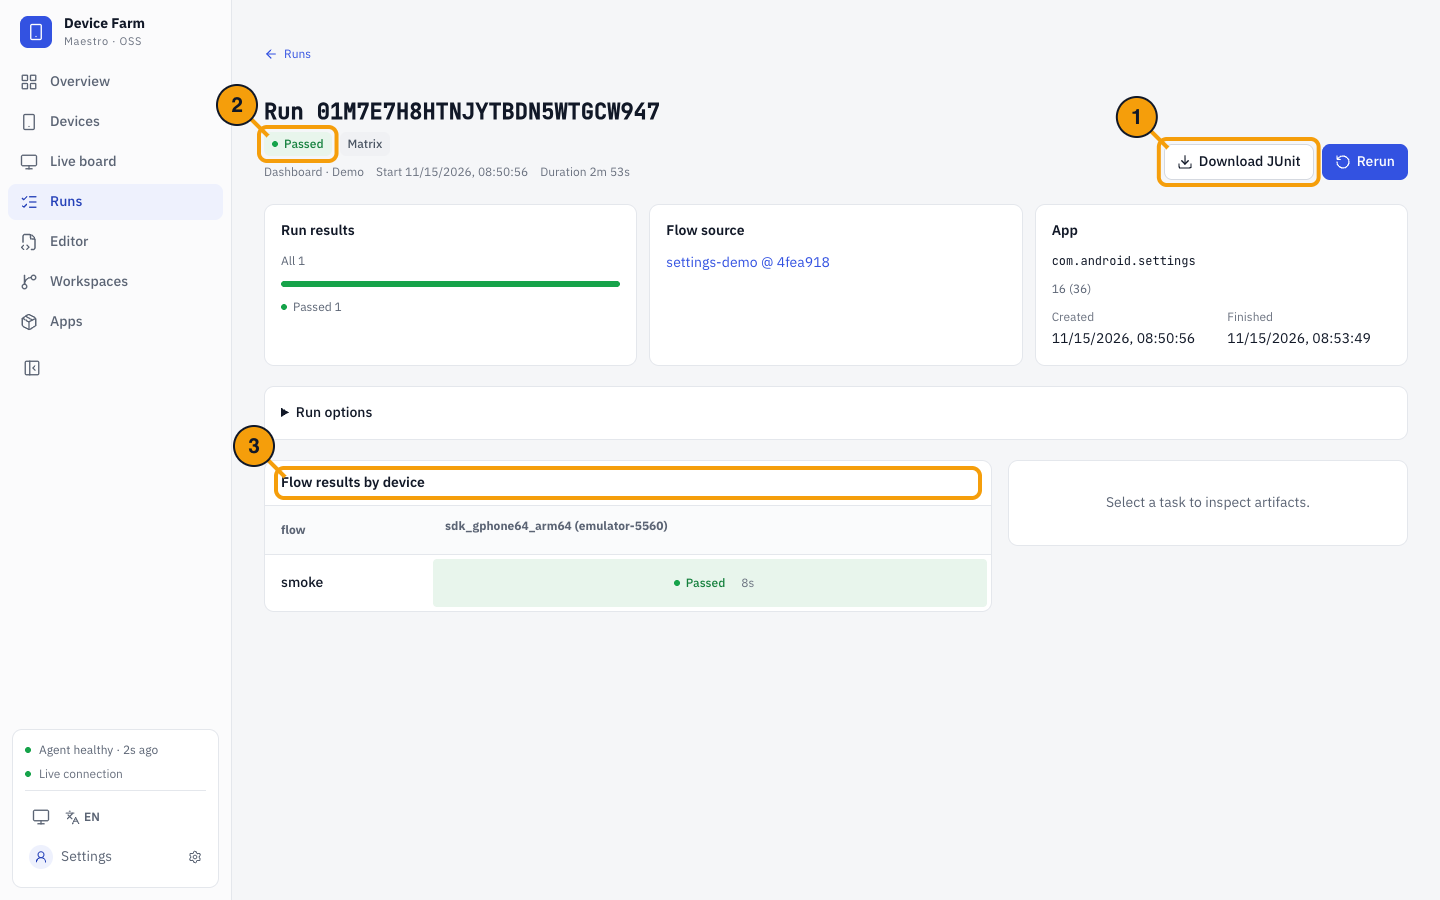 Device Farm
Maestro · OSS
Overview
Devices
Live board
Runs
Editor
Workspaces
Apps
Agent healthy · 2s ago
Live connection
EN
Settings
Runs
2
Run 01M7E7H8HTNJYTBDN5WTGCW947
Passed Matrix
Dashboard · Demo Start 11/15/2026, 08:50:56 Duration 2m 53s
1
Download JUnit
Rerun
Run results
All 1
Passed 1
Flow source
settings-demo @ 4fea918
App
com.android.settings
16 (36)
Created Finished
11/15/2026, 08:50:56 11/15/2026, 08:53:49
Run options
3
Flow results by device
flow sdk_gphone64_arm64 (emulator-5560)
smoke Passed 8s
Select a task to inspect artifacts.